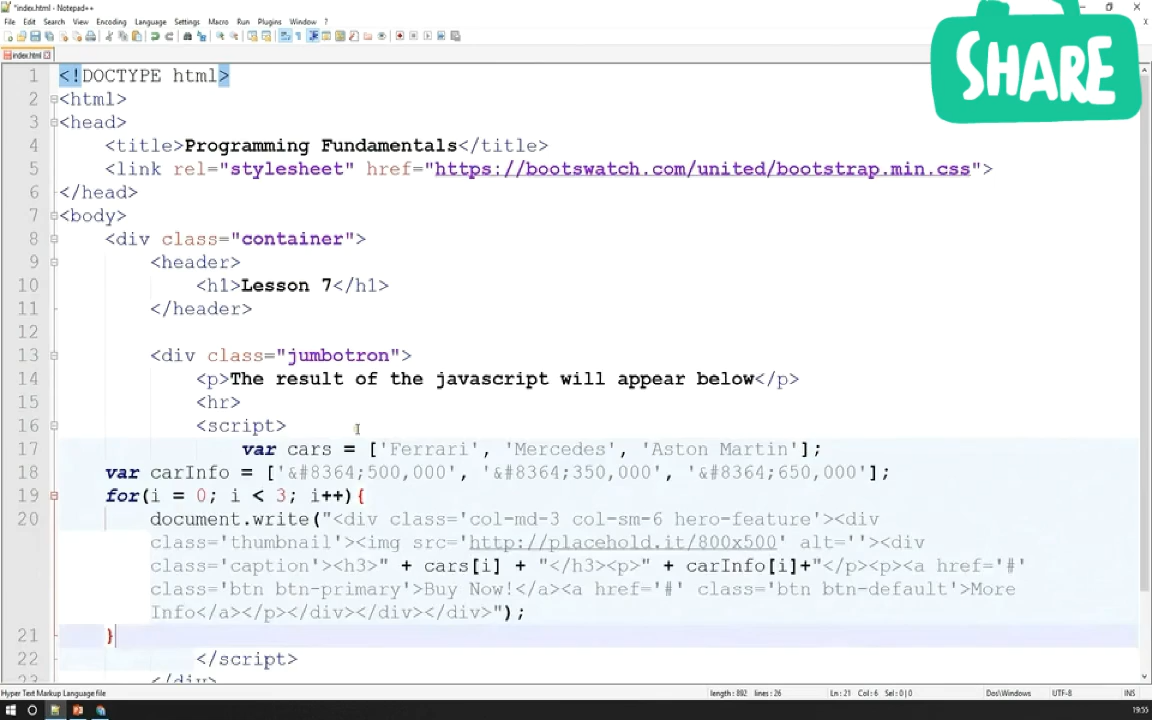 *index.html - Notepad++
File Edit Search View Encoding Language Settings Macro Run Plugins Window ?
index.html
SHARE
1 <!DOCTYPE html>
2 <html>
3 <head>
4 <title>Programming Fundamentals</title>
5 <link rel="stylesheet" href="https://bootswatch.com/united/bootstrap.min.css">
6 </head>
7 <body>
8 <div class="container">
9 <header>
10 <h1>Lesson 7</h1>
11 </header>
12
13 <div class="jumbotron">
14 <p>The result of the javascript will appear below</p>
15 <hr>
16 <script>
17 var cars = ['Ferrari', 'Mercedes', 'Aston Martin'];
18 var carInfo = ['&#8364;500,000', '&#8364;350,000', '&#8364;650,000'];
19 for(i = 0; i < 3; i++){
20 document.write("<div class='col-md-3 col-sm-6 hero-feature'><div
class='thumbnail'><img src='http://placehold.it/800x500' alt=''><div
class='caption'><h3>" + cars[i] + "</h3><p>" + carInfo[i]+"</p><p><a href='#'
class='btn btn-primary'>Buy Now!</a><a href='#' class='btn btn-default'>More
Info</a></p></div></div></div>");
21 }
22 </script>
23 </div>
Hyper Text Markup Language file length : 892 lines : 26 Ln : 21 Col : 6 Sel : 0 | 0 Dos\Windows UTF-8 INS
19:55